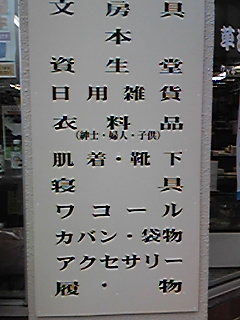 文房具
本
資生堂
日用雑貨
衣料品
（紳士・婦人・子供）
肌着・靴下
寝具
ワコール
カバン・袋物
アクセサリー
履・物